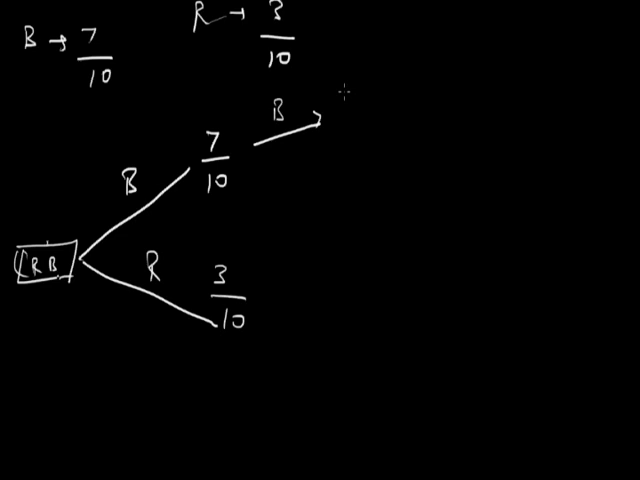 B → 7/10
R → 3/10
B
B 7/10
RB
R 3/10